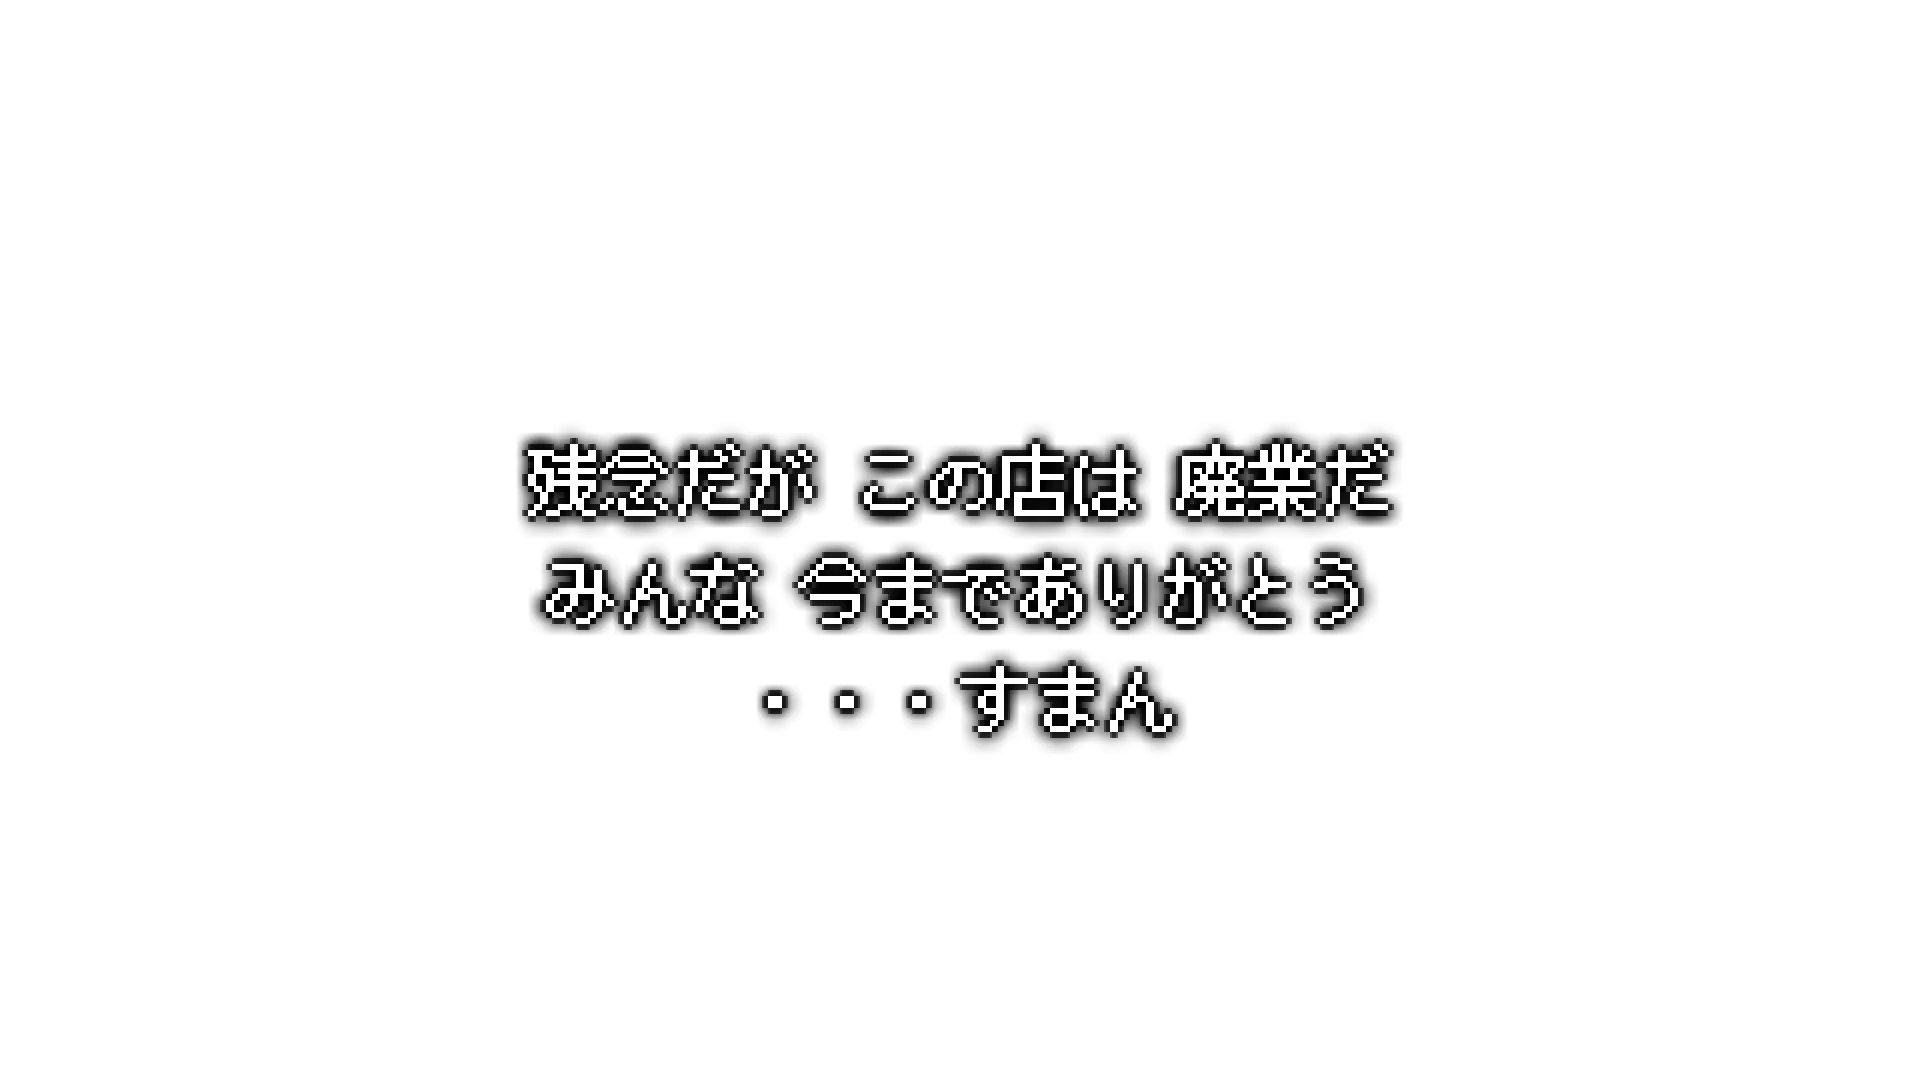 残念だが この店は 廃業だ
みんな 今までありがとう
・・・すまん